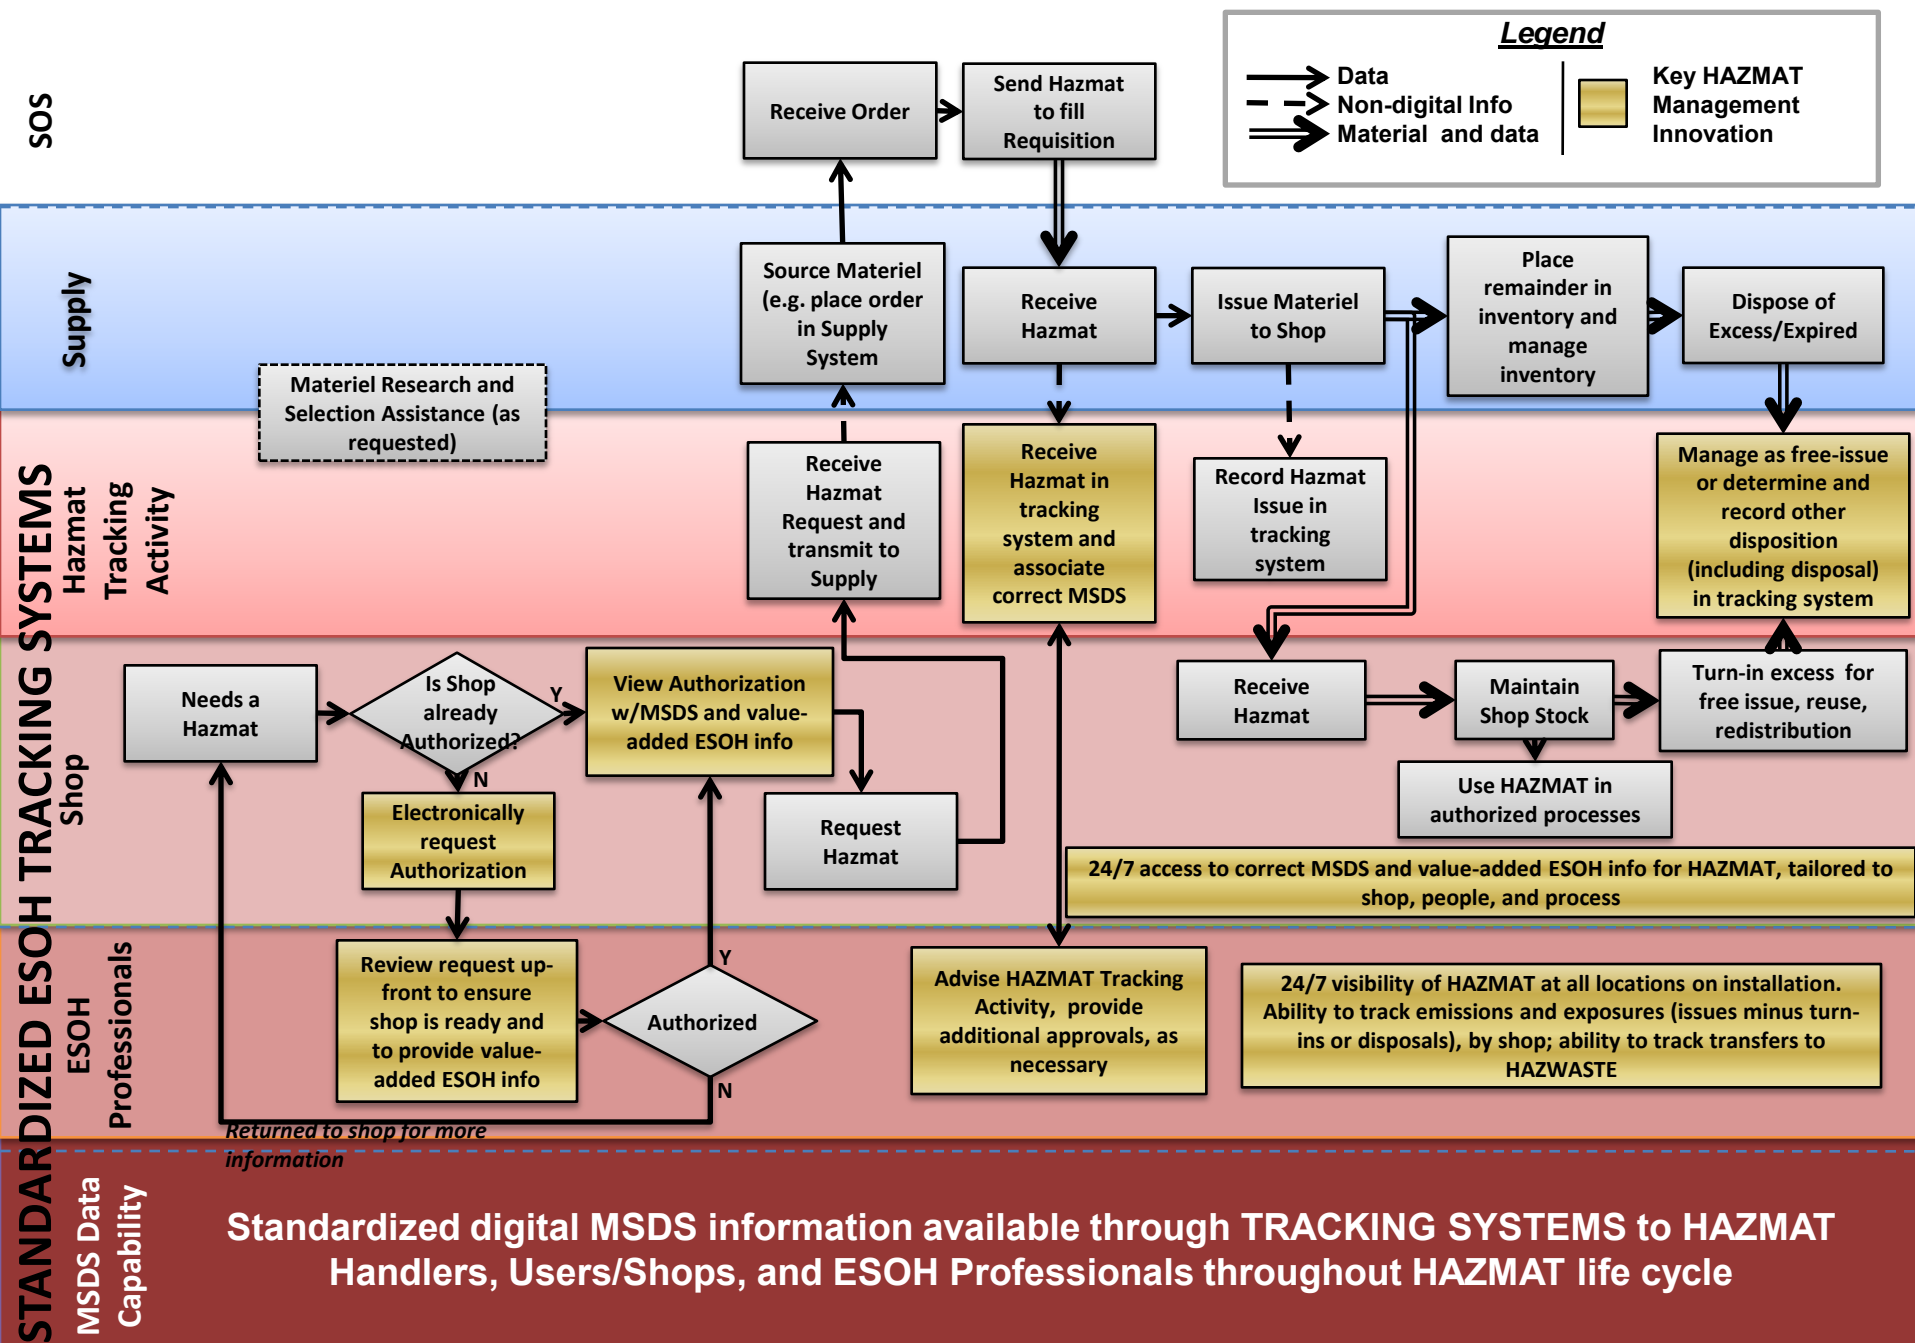 Legend
Data
Non-digital Info
Material and data
Key HAZMAT
Management
Innovation
SOS
Receive Order
Send Hazmat
to fill
Requisition
STANDARDIZED ESOH TRACKING SYSTEMS
Supply
Source Materiel
(e.g. place order
in Supply
System
Receive
Hazmat
Issue Materiel
to Shop
Place
remainder in
inventory and
manage
inventory
Dispose of
Excess/Expired
Materiel Research and
Selection Assistance (as
requested)
Hazmat
Tracking
Activity
Receive
Hazmat
Request and
transmit to
Supply
Receive
Hazmat in
tracking
system and
associate
correct MSDS
Record Hazmat
Issue in
tracking
system
Manage as free-issue
or determine and
record other
disposition
(including disposal)
in tracking system
Shop
Needs a
Hazmat
Is Shop
already
Authorized?
Y
N
View Authorization
w/MSDS and value-
added ESOH info
Electronically
request
Authorization
Request
Hazmat
Receive
Hazmat
Maintain
Shop Stock
Turn-in excess for
free issue, reuse,
redistribution
Use HAZMAT in
authorized processes
24/7 access to correct MSDS and value-added ESOH info for HAZMAT, tailored to
shop, people, and process
ESOH
Professionals
Review request up-
front to ensure
shop is ready and
to provide value-
added ESOH info
Authorized
Y
N
Advise HAZMAT Tracking
Activity, provide
additional approvals, as
necessary
24/7 visibility of HAZMAT at all locations on installation.
Ability to track emissions and exposures (issues minus turn-
ins or disposals), by shop; ability to track transfers to
HAZWASTE
Returned to shop for more
information
MSDS Data
Capability
Standardized digital MSDS information available through TRACKING SYSTEMS to HAZMAT
Handlers, Users/Shops, and ESOH Professionals throughout HAZMAT life cycle